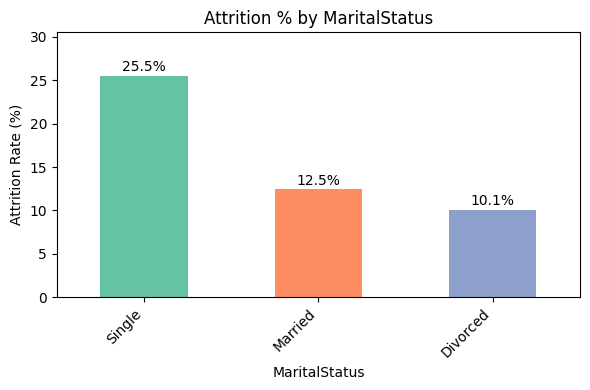 Attrition % by MaritalStatus
Attrition Rate (%)
30
25
20
15
10
5
0
25.5%
12.5%
10.1%
Single
Married
Divorced
MaritalStatus